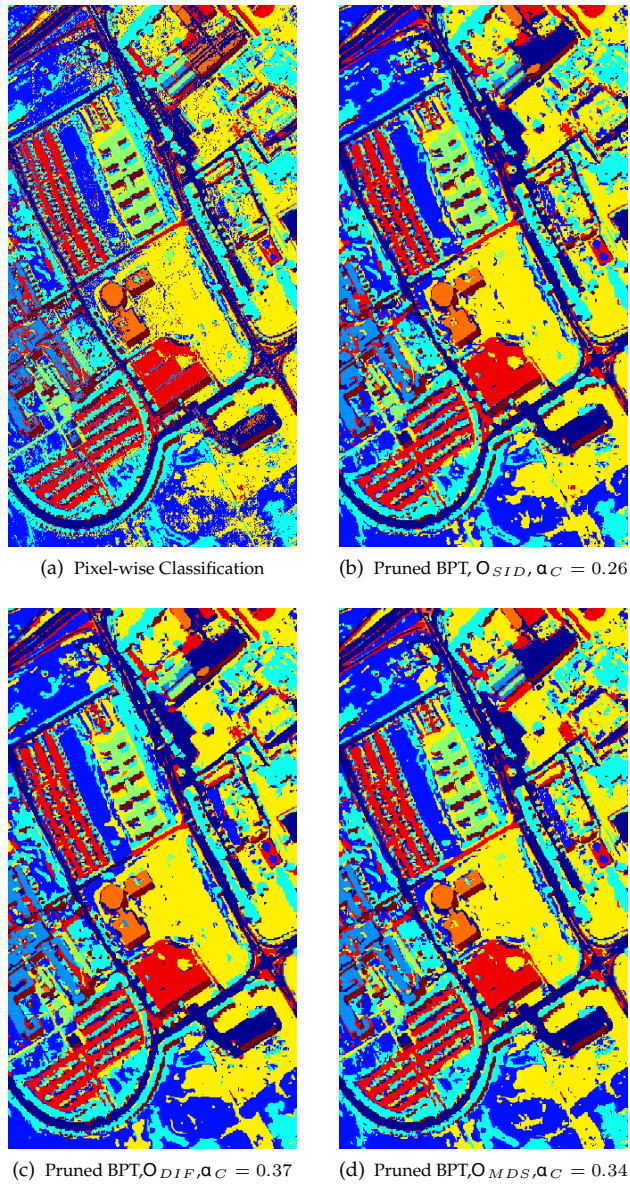 (a) Pixel-wise Classification
(b) Pruned BPT, O_SID, α_C = 0.26
(c) Pruned BPT,O_DIF,α_C = 0.37
(d) Pruned BPT,O_MDS,α_C = 0.34